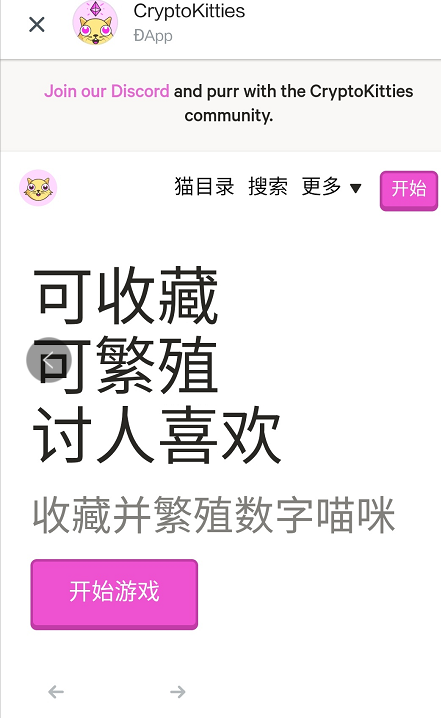 CryptoKitties
ÐApp
Join our Discord and purr with the CryptoKitties
community.
猫目录 搜索 更多 ▼ 开始
可收藏
可繁殖
讨人喜欢
收藏并繁殖数字喵咪
开始游戏